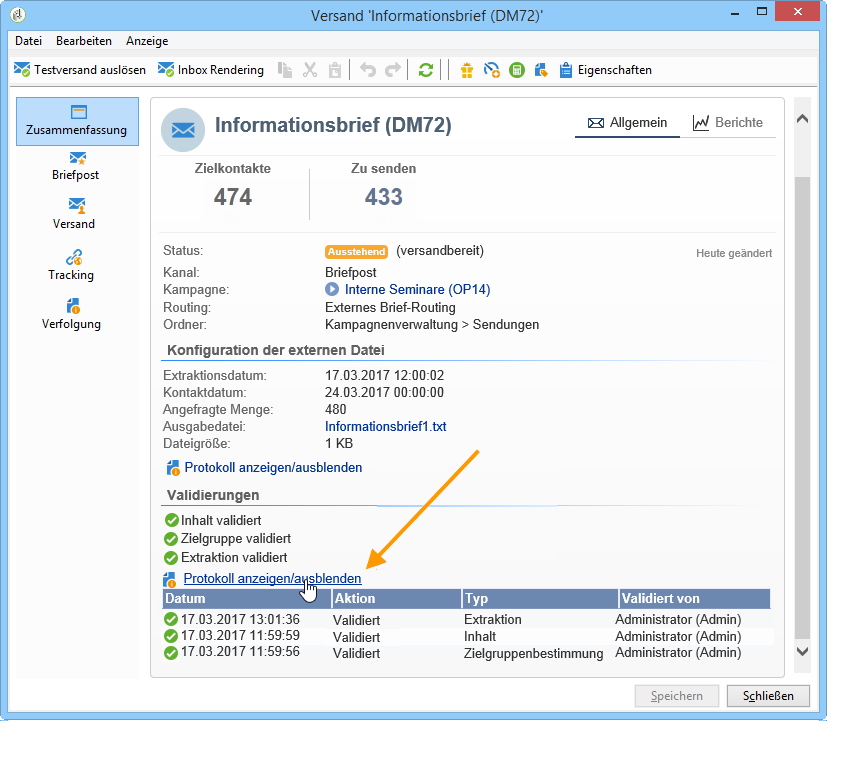 Versand 'Informationsbrief (DM72)'
Datei Bearbeiten Anzeige
Testversand auslösen Inbox Rendering Eigenschaften
Zusammenfassung
Briefpost
Versand
Tracking
Verfolgung
Informationsbrief (DM72)
Allgemein Berichte
Zielkontakte Zu senden
474 433
Status: Ausstehend (versandbereit) Heute geändert
Kanal: Briefpost
Kampagne: Interne Seminare (OP14)
Routing: Externes Brief-Routing
Ordner: Kampagnenverwaltung > Sendungen
Konfiguration der externen Datei
Extraktionsdatum: 17.03.2017 12:00:02
Kontaktdatum: 24.03.2017 00:00:00
Angefragte Menge: 480
Ausgabedatei: Informationsbrief1.txt
Dateigröße: 1 KB
Protokoll anzeigen/ausblenden
Validierungen
Inhalt validiert
Zielgruppe validiert
Extraktion validiert
Protokoll anzeigen/ausblenden
Datum Aktion Typ Validiert von
17.03.2017 13:01:36 Validiert Extraktion Administrator (Admin)
17.03.2017 11:59:59 Validiert Inhalt Administrator (Admin)
17.03.2017 11:59:56 Validiert Zielgruppenbestimmung Administrator (Admin)
Speichern Schließen